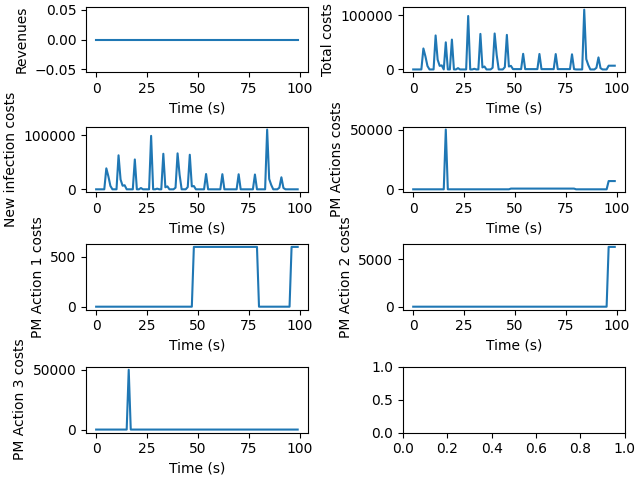 Revenues
0.05
0.00
−0.05
0 25 50 75 100
Time (s)
Total costs
100000
0
0 25 50 75 100
Time (s)
New infection costs
100000
0
0 25 50 75 100
Time (s)
PM Actions costs
50000
0
0 25 50 75 100
Time (s)
PM Action 1 costs
500
0
0 25 50 75 100
Time (s)
PM Action 2 costs
5000
0
0 25 50 75 100
Time (s)
PM Action 3 costs
50000
0
0 25 50 75 100
Time (s)
1.0
0.5
0.0
0.0 0.2 0.4 0.6 0.8 1.0